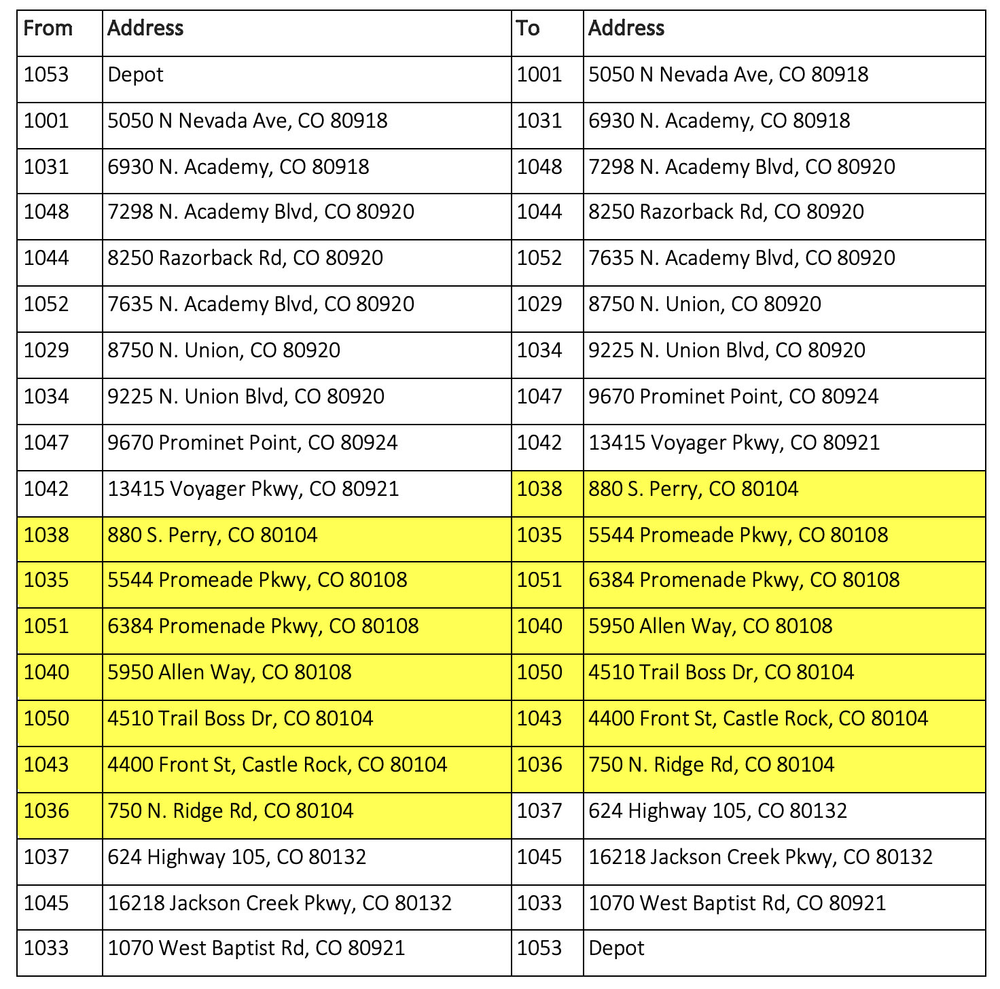 From Address To Address
1053 Depot 1001 5050 N Nevada Ave, CO 80918
1001 5050 N Nevada Ave, CO 80918 1031 6930 N. Academy, CO 80918
1031 6930 N. Academy, CO 80918 1048 7298 N. Academy Blvd, CO 80920
1048 7298 N. Academy Blvd, CO 80920 1044 8250 Razorback Rd, CO 80920
1044 8250 Razorback Rd, CO 80920 1052 7635 N. Academy Blvd, CO 80920
1052 7635 N. Academy Blvd, CO 80920 1029 8750 N. Union, CO 80920
1029 8750 N. Union, CO 80920 1034 9225 N. Union Blvd, CO 80920
1034 9225 N. Union Blvd, CO 80920 1047 9670 Prominet Point, CO 80924
1047 9670 Prominet Point, CO 80924 1042 13415 Voyager Pkwy, CO 80921
1042 13415 Voyager Pkwy, CO 80921 1038 880 S. Perry, CO 80104
1038 880 S. Perry, CO 80104 1035 5544 Promeade Pkwy, CO 80108
1035 5544 Promeade Pkwy, CO 80108 1051 6384 Promenade Pkwy, CO 80108
1051 6384 Promenade Pkwy, CO 80108 1040 5950 Allen Way, CO 80108
1040 5950 Allen Way, CO 80108 1050 4510 Trail Boss Dr, CO 80104
1050 4510 Trail Boss Dr, CO 80104 1043 4400 Front St, Castle Rock, CO 80104
1043 4400 Front St, Castle Rock, CO 80104 1036 750 N. Ridge Rd, CO 80104
1036 750 N. Ridge Rd, CO 80104 1037 624 Highway 105, CO 80132
1037 624 Highway 105, CO 80132 1045 16218 Jackson Creek Pkwy, CO 80132
1045 16218 Jackson Creek Pkwy, CO 80132 1033 1070 West Baptist Rd, CO 80921
1033 1070 West Baptist Rd, CO 80921 1053 Depot